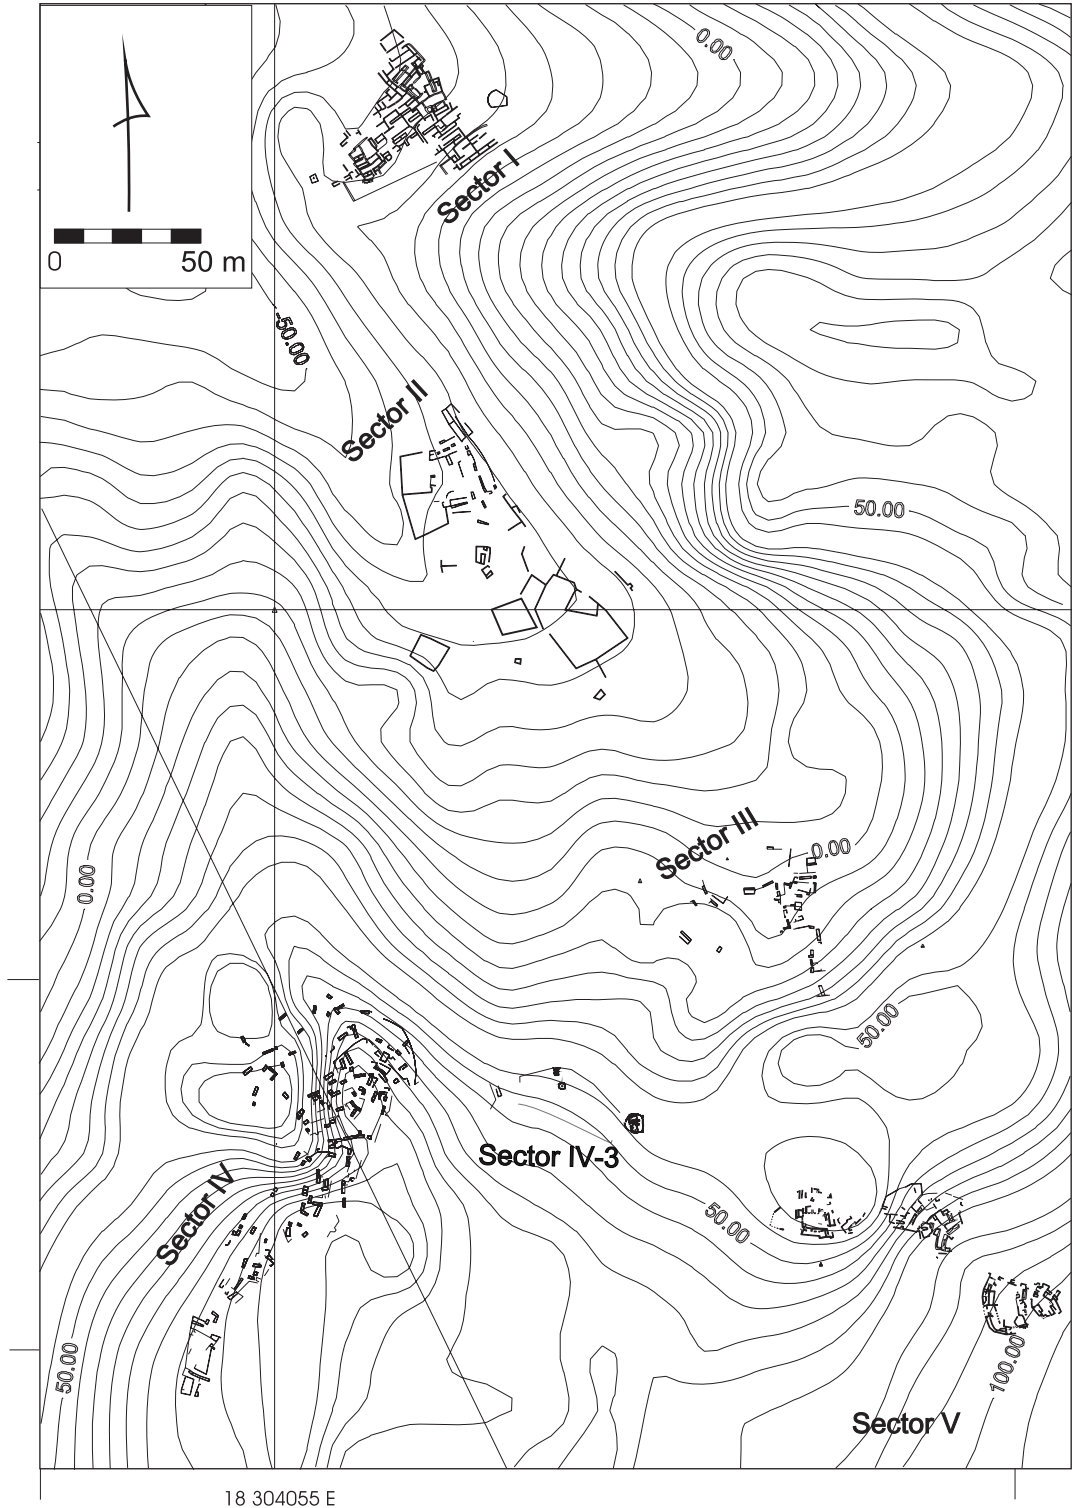 0.00
Sector I
0 50 m
-50.00
Sector II
50.00
Sector III
0.00
0.00
50.00
Sector IV-3
Sector IV
50.00
50.00
100.00
Sector V
18 304055 E